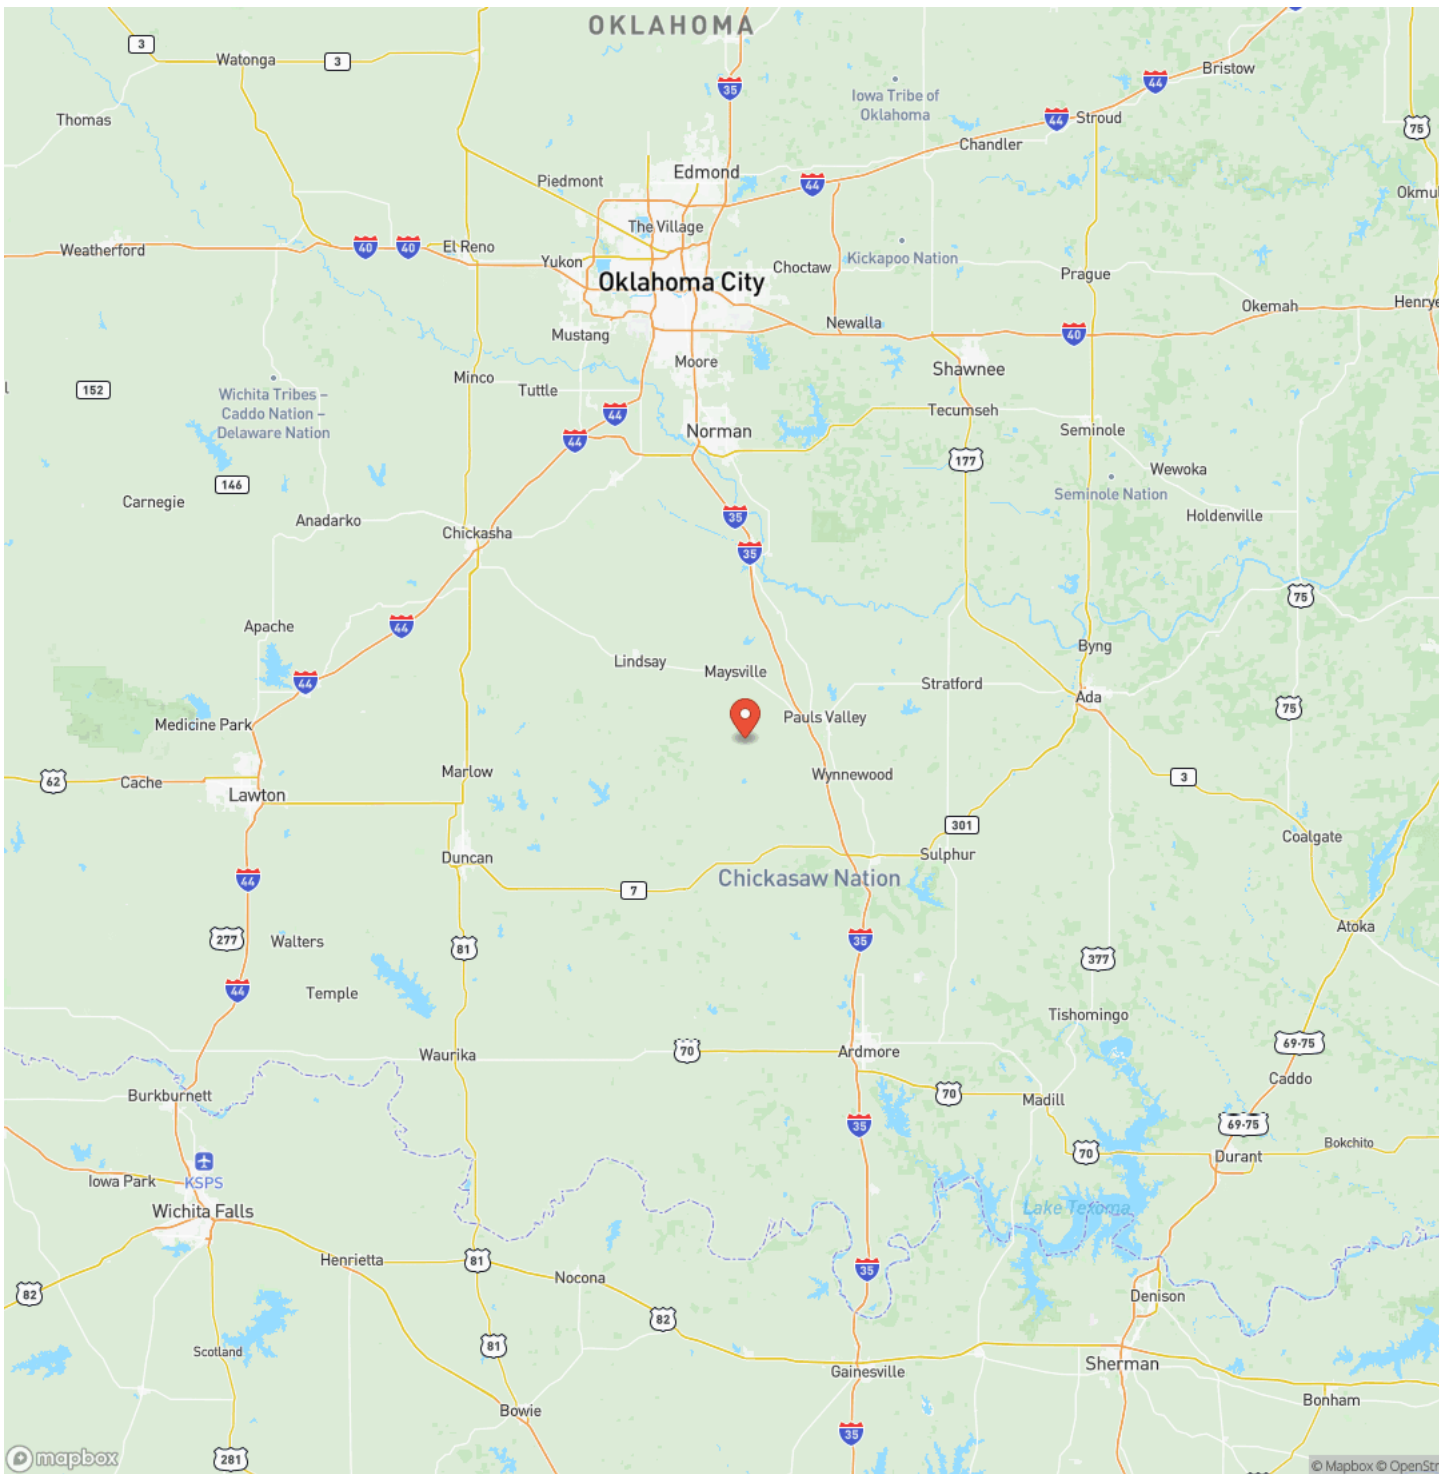 OKLAHOMA
3
Watonga
3
35
Bristow
44
Iowa Tribe of
Oklahoma
44
Stroud
75
Thomas
Chandler
Edmond
Piedmont
44
Okmul
The Village
Weatherford
40
40
El Reno
Yukon
Choctaw
Kickapoo Nation
Prague
Oklahoma City
Okemah
Henrye
Newalla
Mustang
40
Moore
Shawnee
Minco
Tuttle
152
Wichita Tribes –
Caddo Nation –
Delaware Nation
44
44
Tecumseh
Norman
Seminole
177
Wewoka
146
Seminole Nation
Carnegie
Anadarko
35
Holdenville
Chickasha
35
75
Apache
44
Byng
Lindsay
Maysville
44
Stratford
Ada
75
Medicine Park
Pauls Valley
62
Cache
Marlow
Wynnewood
3
Lawton
301
Coalgate
Duncan
Sulphur
44
Chickasaw Nation
7
Atoka
277
Walters
81
35
377
44
Temple
Tishomingo
69-75
Waurika
70
Ardmore
Caddo
Burkburnett
70
Madill
35
69-75
Bokchito
70
Durant
Iowa Park
KSPS
Wichita Falls
Lake Texoma
Henrietta
81
Nocona
35
82
Denison
82
Scotland
81
Sherman
Gainesville
Bonham
Bowie
35
mapbox
281
© Mapbox © OpenStr